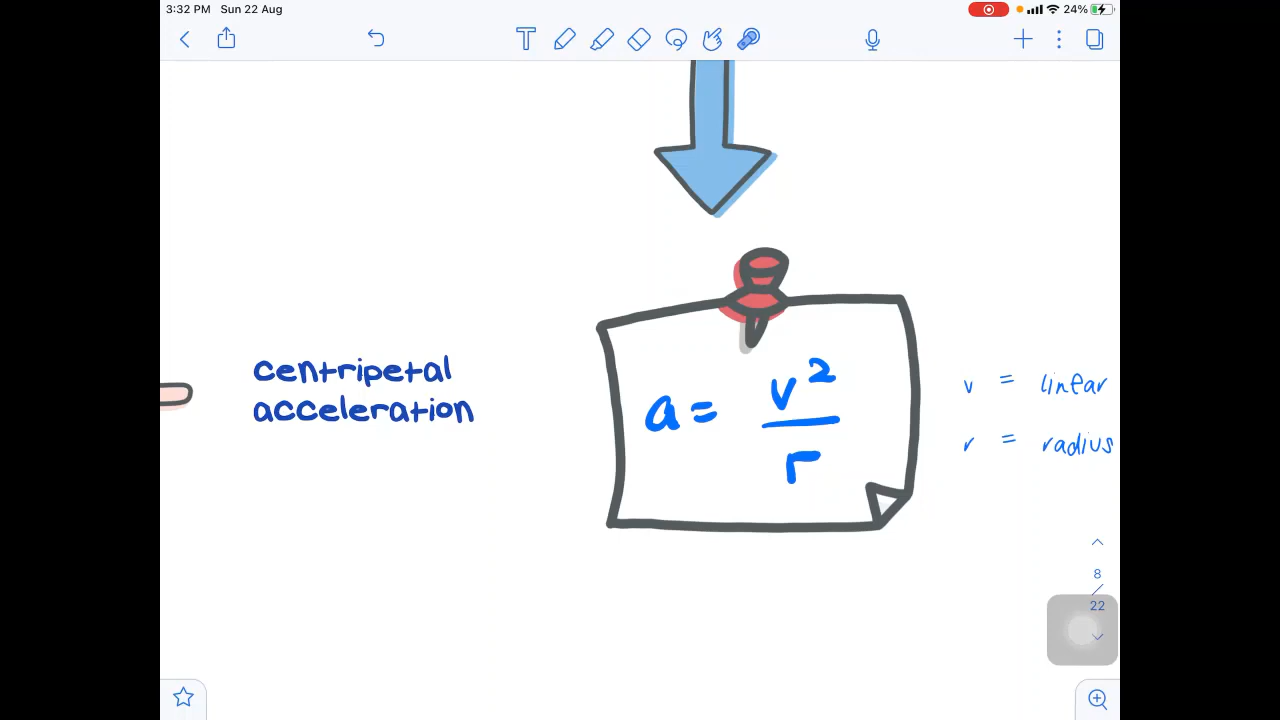 3:32 PM Sun 22 Aug
24%
T
centripetal
acceleration
a = v²/r
v = linear
r = radius
8
/
22